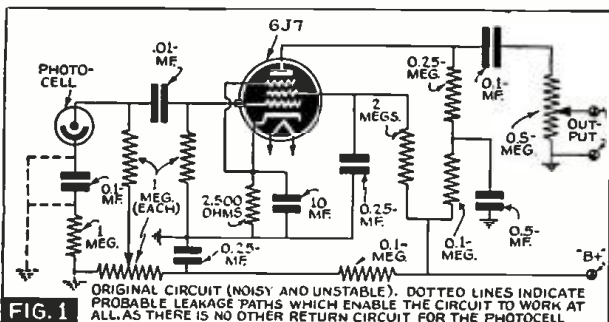 6J7
.01-
MF.
PHOTO-
CELL
0.25-
MEG.
0.1-
MF.
2
MEGS.
0.5-
MEG.
OUT-
PUT
0.1-
MF.
1
MEG.
(EACH)
2,500
OHMS
10
MF.
0.25-
MF.
0.1-
MEG.
0.5-
MF.
1
MEG.
0.25-
MF.
0.1-
MEG.
"B+"
ORIGINAL CIRCUIT (NOISY AND UNSTABLE). DOTTED LINES INDICATE
PROBABLE LEAKAGE PATHS WHICH ENABLE THE CIRCUIT TO WORK AT
ALL, AS THERE IS NO OTHER RETURN CIRCUIT FOR THE PHOTOCELL
FIG. 1